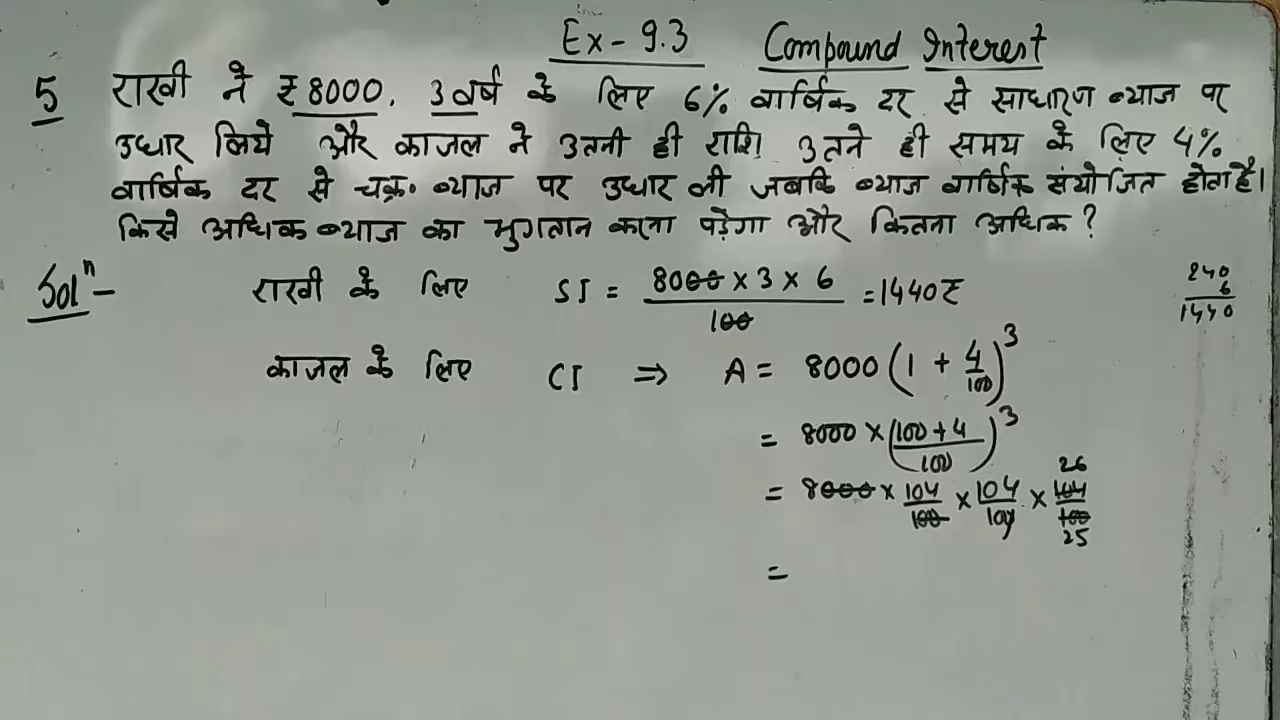 Ex - 9.3 Compound Interest
5 राखी ने ₹ 8000, 3 वर्ष के लिए 6% वार्षिक दर से साधारण ब्याज पर
उधार लिये और काजल ने उतनी ही राशि उतने ही समय के लिए 4%
वार्षिक दर से चक्र० ब्याज पर उधार ली जबकि ब्याज वार्षिक संयोजित होता है।
किसे अधिक ब्याज का भुगतान करना पड़ेगा और कितना अधिक ?
Solⁿ - राखी के लिए SI = 8000 × 3 × 6 / 100 = 1440₹
240
6
1440
काजल के लिए CI ⇒ A = 8000 (1 + 4/100)³
= 8000 × (100 + 4 / 100)³
26
= 8000 × 104/100 × 104/100 × 104/100
25
=